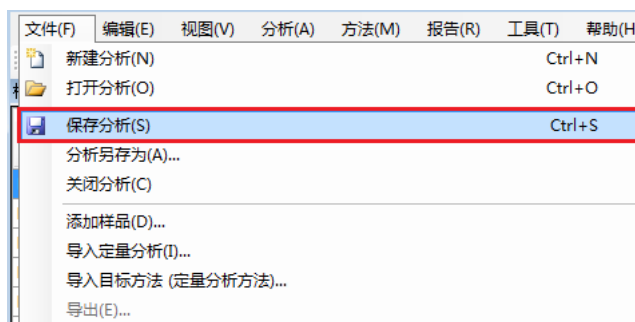 文件(F) 编辑(E) 视图(V) 分析(A) 方法(M) 报告(R) 工具(T) 帮助(H
新建分析(N) Ctrl+N
打开分析(O) Ctrl+O
保存分析(S) Ctrl+S
分析另存为(A)...
关闭分析(C)
添加样品(D)...
导入定量分析(I)...
导入目标方法 (定量分析方法)...
导出(E)...